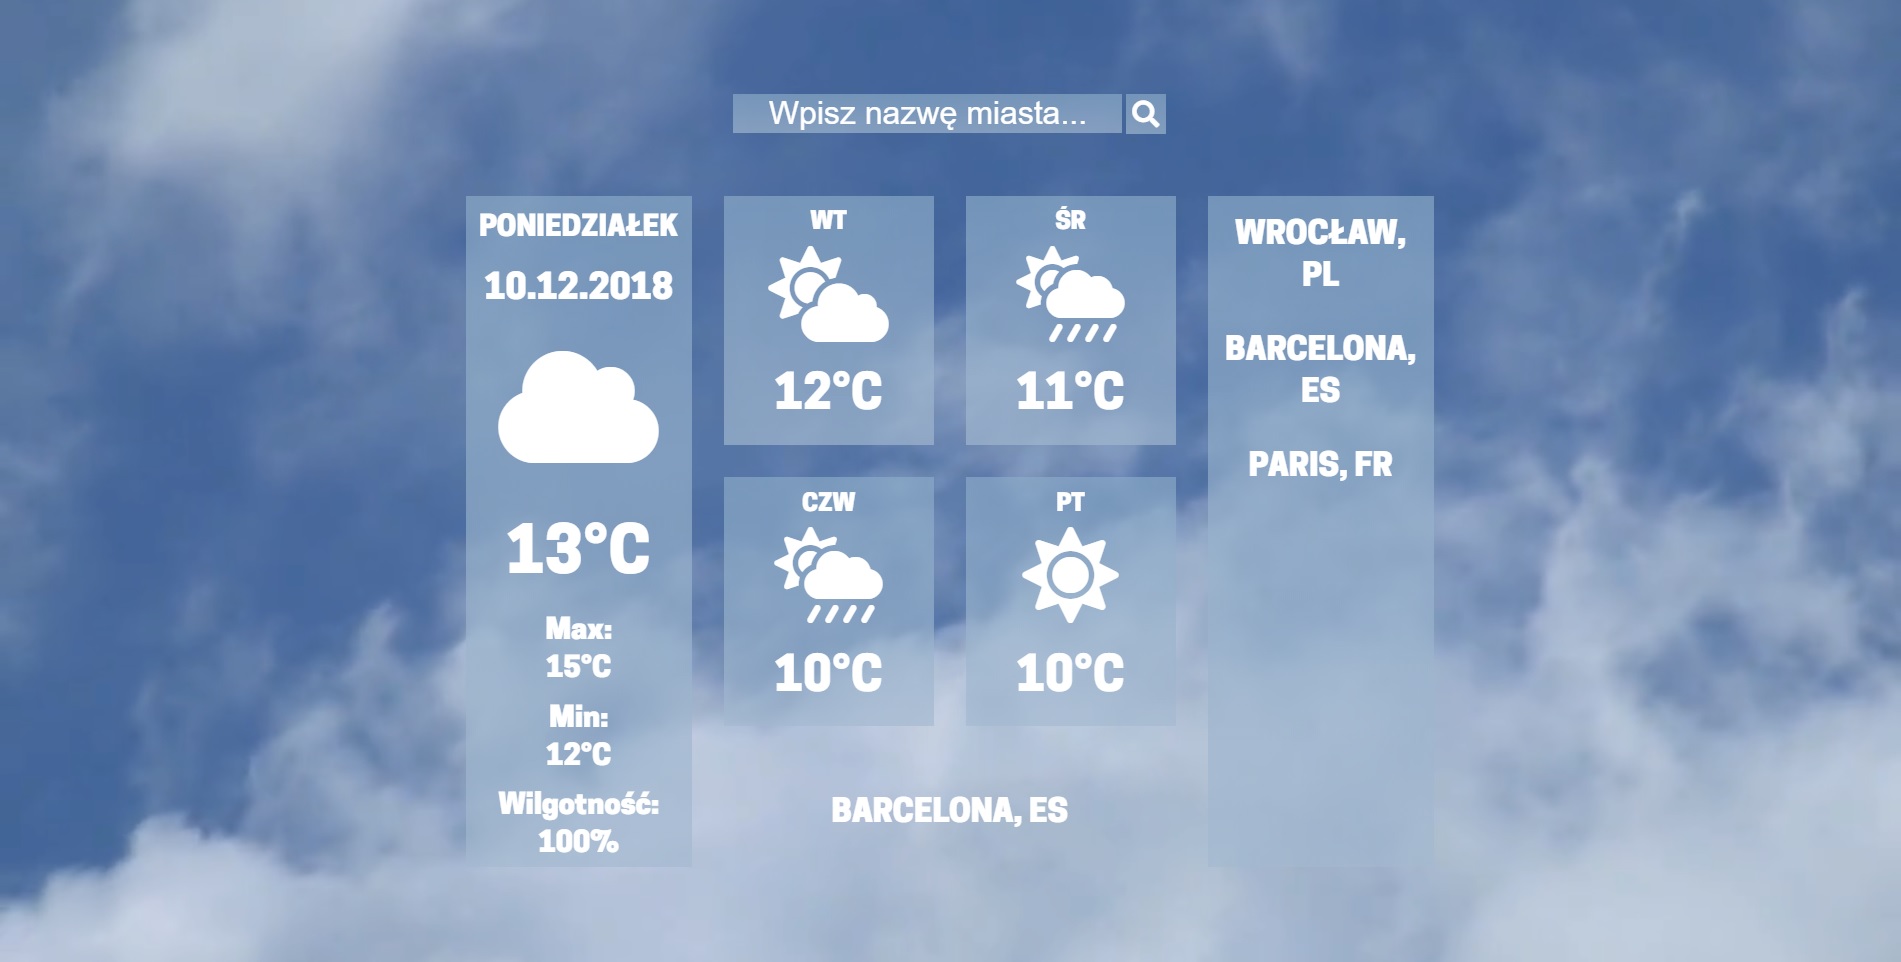 Wpisz nazwę miasta...
PONIEDZIAŁEK
10.12.2018
13°C
Max:
15°C
Min:
12°C
Wilgotność:
100%
WT
12°C
ŚR
11°C
CZW
10°C
PT
10°C
BARCELONA, ES
WROCŁAW,
PL
BARCELONA,
ES
PARIS, FR